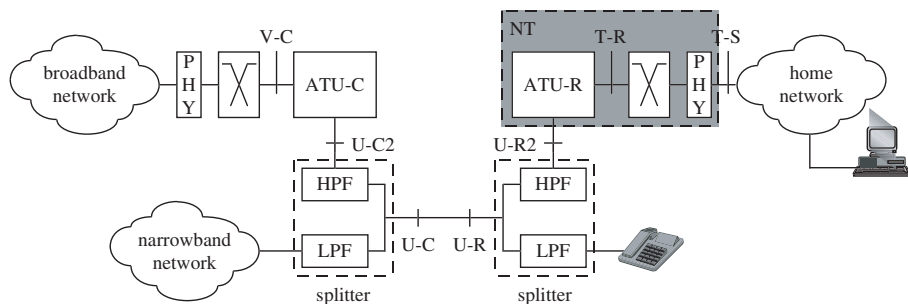 NT
V-C
T-R
T-S
broadband
network
P
H
Y
ATU-C
ATU-R
P
H
Y
home
network
U-C2
U-R2
HPF
HPF
narrowband
network
LPF
U-C
U-R
LPF
splitter
splitter